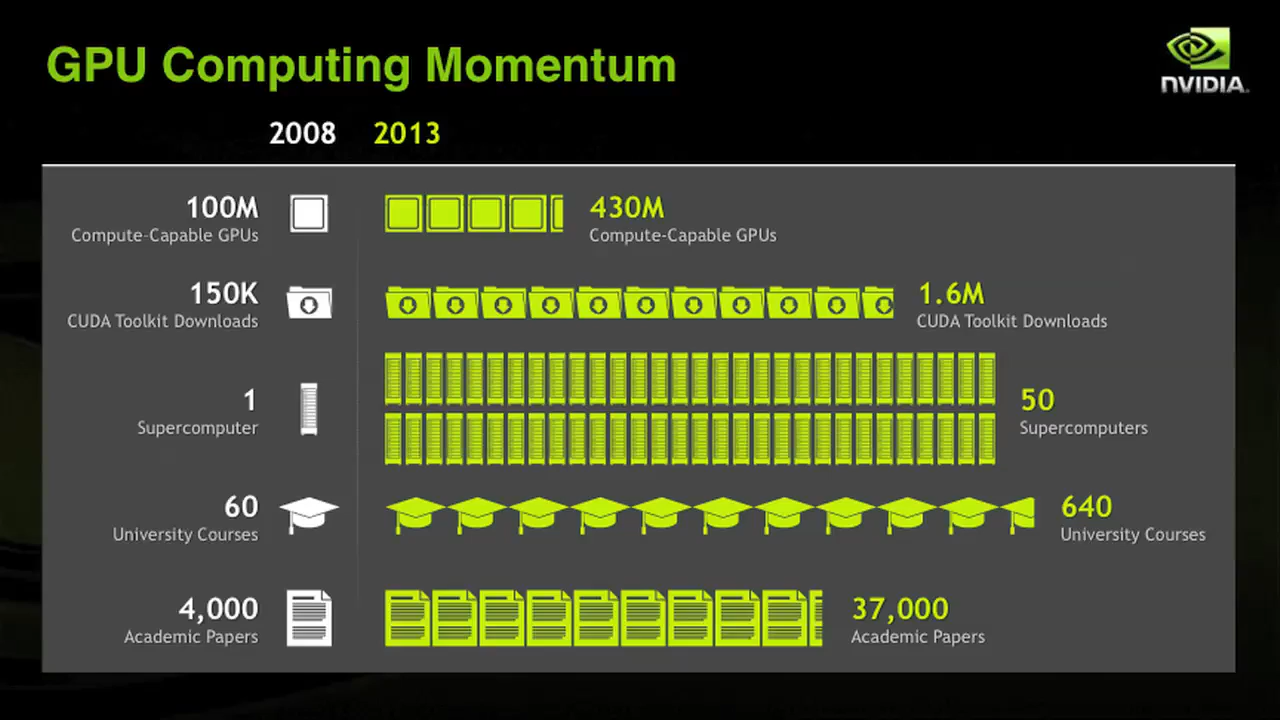 GPU Computing Momentum
NVIDIA.
2008 2013
100M
Compute-Capable GPUs
430M
Compute-Capable GPUs
150K
CUDA Toolkit Downloads
1.6M
CUDA Toolkit Downloads
1
Supercomputer
50
Supercomputers
60
University Courses
640
University Courses
4,000
Academic Papers
37,000
Academic Papers